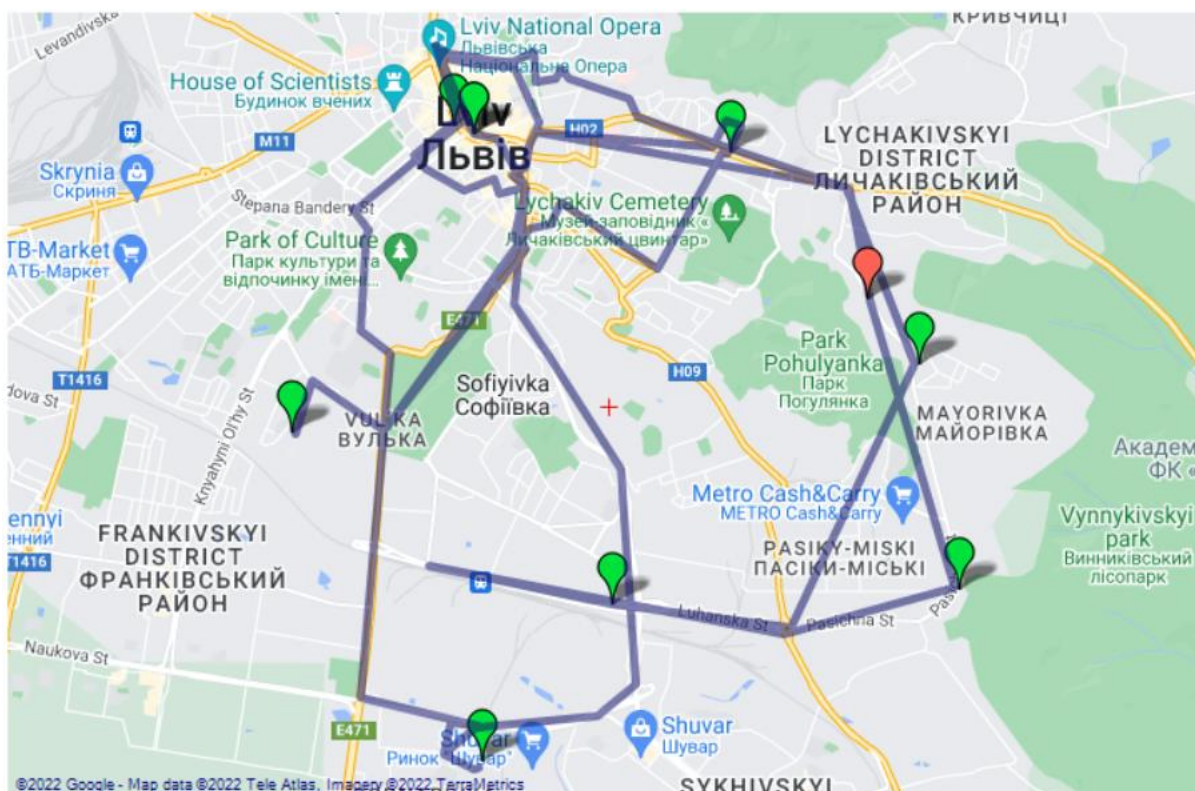 Levandivska
КРИВЧИЦІ
Lviv National Opera
Львівська
Національна Опера
House of Scientists
Будинок вчених
H02
M11
Львів
LYCHAKIVSKYI
DISTRICT
ЛИЧАКІВСЬКИЙ
РАЙОН
Skrynia
Скриня
Stepana Bandery St
Lychakiv Cemetery
Музей-заповідник «
Личаківський цвинтар»
Park of Culture
Парк культури та
відпочинку імені...
TB-Market
АТБ-Маркет
E471
Park
Pohulyanka
Парк
Погулянка
H09
T1416
dova St
Sofiyivka
Софіївка
Knyahyni Ol'hy St
ВУЛЬКА
MAYORIVKA
МАЙОРІВКА
Академ
ФК «
Metro Cash&Carry
METRO Cash&Carry
Vynnykivskyi
park
Винниківський
лісопарк
ennyi
енний
T1416
FRANKIVSKYI
DISTRICT
ФРАНКІВСЬКИЙ
РАЙОН
PASIKY-MISKI
ПАСІКИ-МІСЬКІ
Luhanska St
Pasichna St
Naukova St
E471
Shuvar
Ринок "Шувар"
Shuvar
Шувар
SYKHIVSKYI
©2022 Google - Map data ©2022 Tele Atlas, Imagery ©2022 TerraMetrics